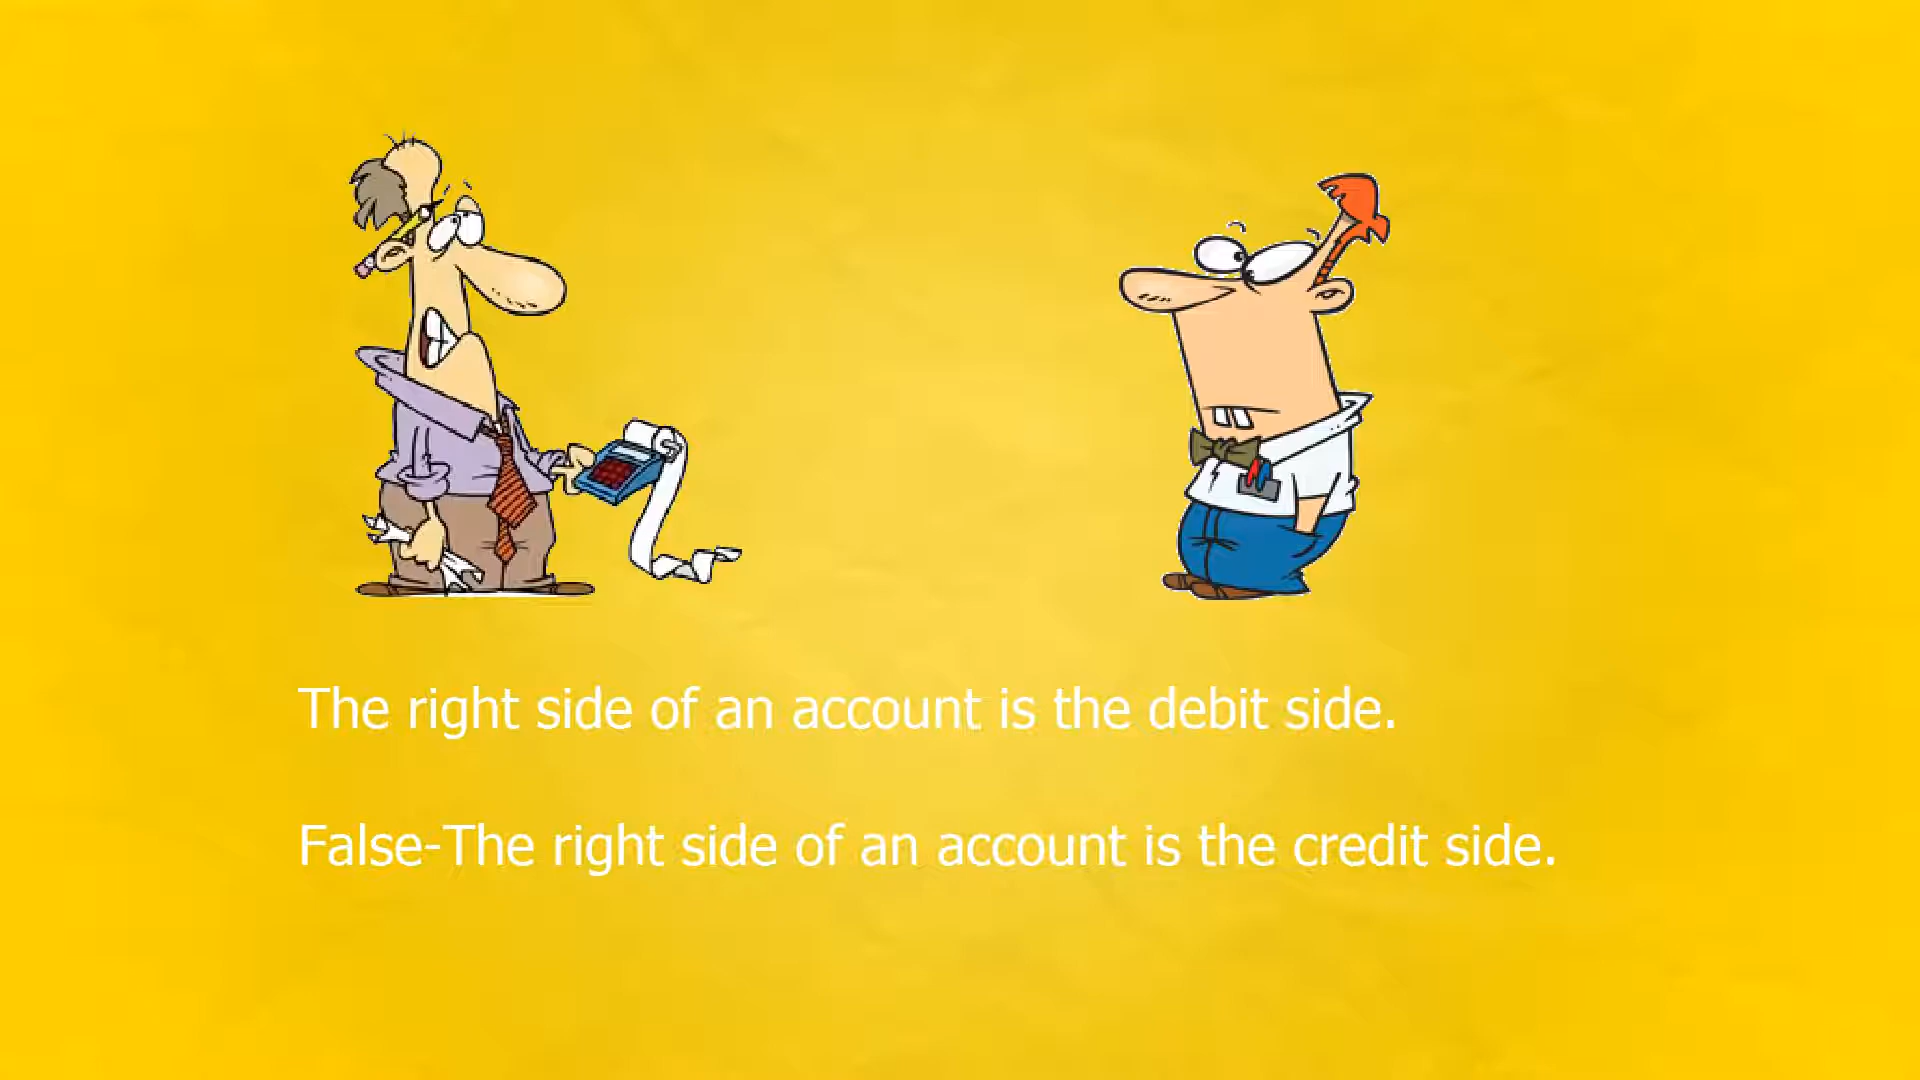 The right side of an account is the debit side.
False-The right side of an account is the credit side.